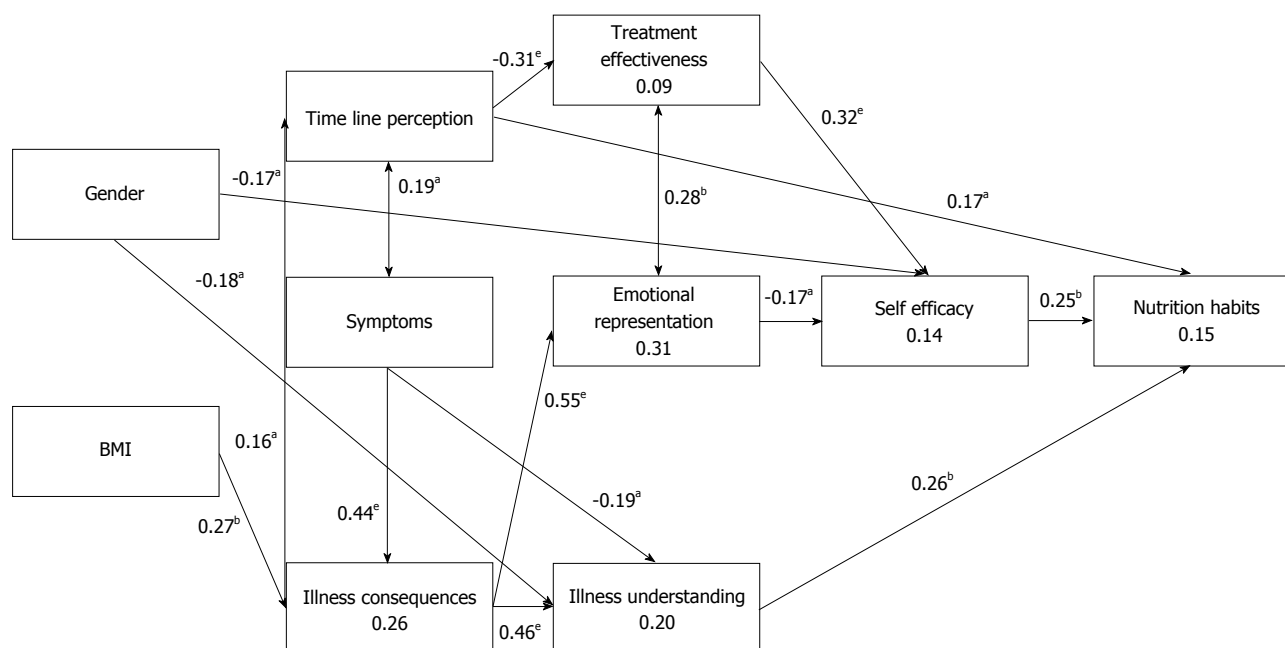 Treatment
effectiveness
0.09
-0.31ᵉ
Time line perception
0.32ᵉ
Gender
-0.17ᵃ
0.19ᵃ
0.28ᵇ
0.17ᵃ
-0.18ᵃ
Symptoms
Emotional
representation
0.31
-0.17ᵃ
Self efficacy
0.14
0.25ᵇ
Nutrition habits
0.15
BMI
0.16ᵃ
0.55ᵉ
0.27ᵇ
0.44ᵉ
-0.19ᵃ
0.26ᵇ
Illness consequences
0.26
0.46ᵉ
Illness understanding
0.20